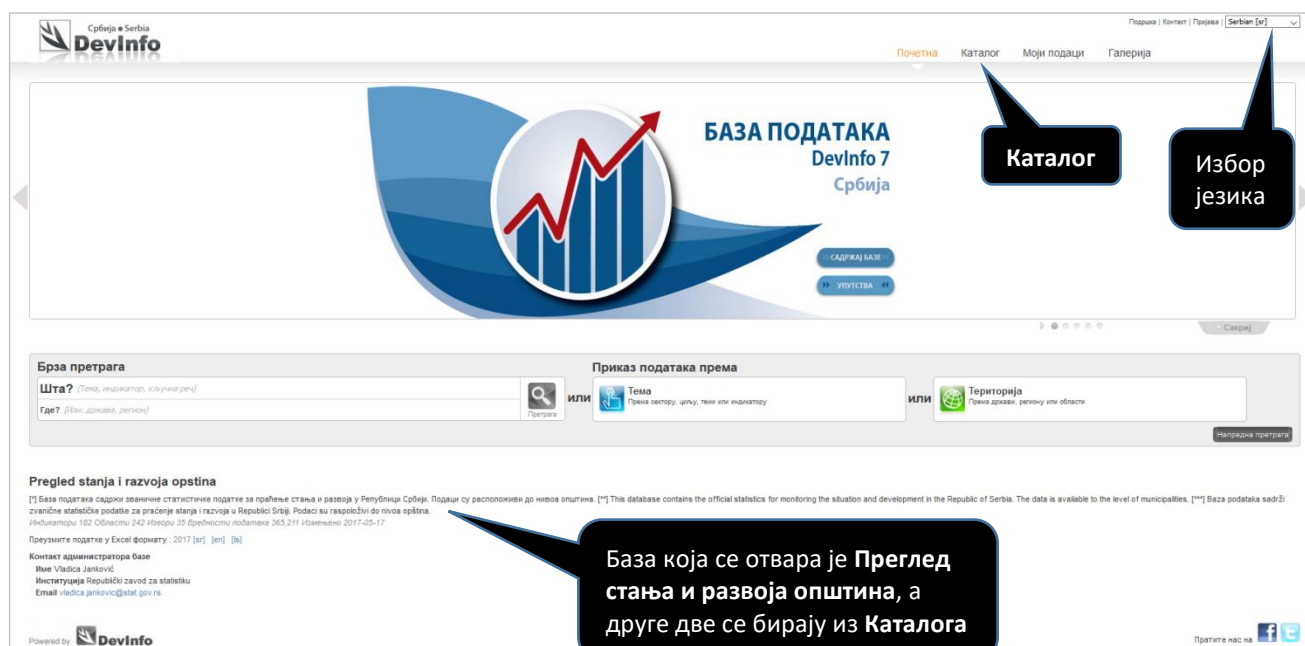 Србија • Serbia
DevInfo
Подршка | Контакт | Пријава | Serbian [sr]
Почетна Каталог Моји подаци Галерија
БАЗА ПОДАТАКА
DevInfo 7
Србија
Каталог
Избор
језика
САДРЖАЈ БАЗЕ
УПУТСТВА
Сакриј
Брза претрага
Шта? (Тема, индикатор, кључна реч)
Где? (Име државе, регион)
Претрага
или
Приказ података према
Тема
Према сектору, циљу, теми или индикатору
или
Територија
Према држави, региону или области
Напредна претрага
Pregled stanja i razvoja opstina
[*] База података садржи званичне статистичке податке за праћење стања и развоја у Републици Србији. Подаци су расположиви до нивоа општина. [**] This database contains the official statistics for monitoring the situation and development in the Republic of Serbia. The data is available to the level of municipalities. [***] Baza podataka sadrži
zvanične statističke podatke za praćenje stanja i razvoja u Republici Srbiji. Podaci su raspoloživi do nivoa opština.
Индикатори 182 Области 242 Извори 35 Вредности података 365,211 Измењено 2017-05-17
Преузмите податке у Excel формату : 2017 [sr] [en] [ls]
Контакт администратора базе
Име Vladica Janković
Институција Republički zavod za statistiku
Email vladica.jankovic@stat.gov.rs
База која се отвара је Преглед
стања и развоја општина, а
друге две се бирају из Каталога
Powered by DevInfo
Пратите нас на